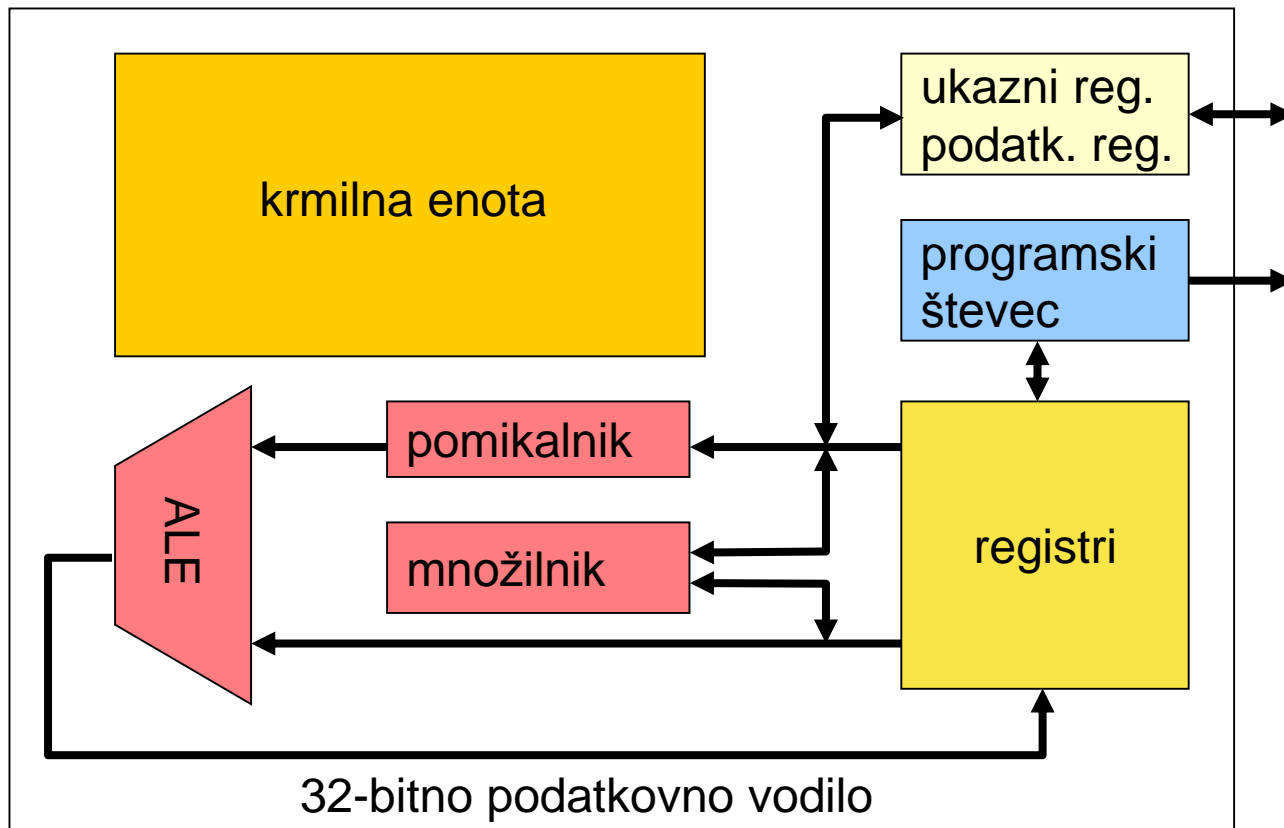 krmilna enota
ukazni reg.
podatk. reg.
programski
števec
pomikalnik
množilnik
ALE
registri
32-bitno podatkovno vodilo